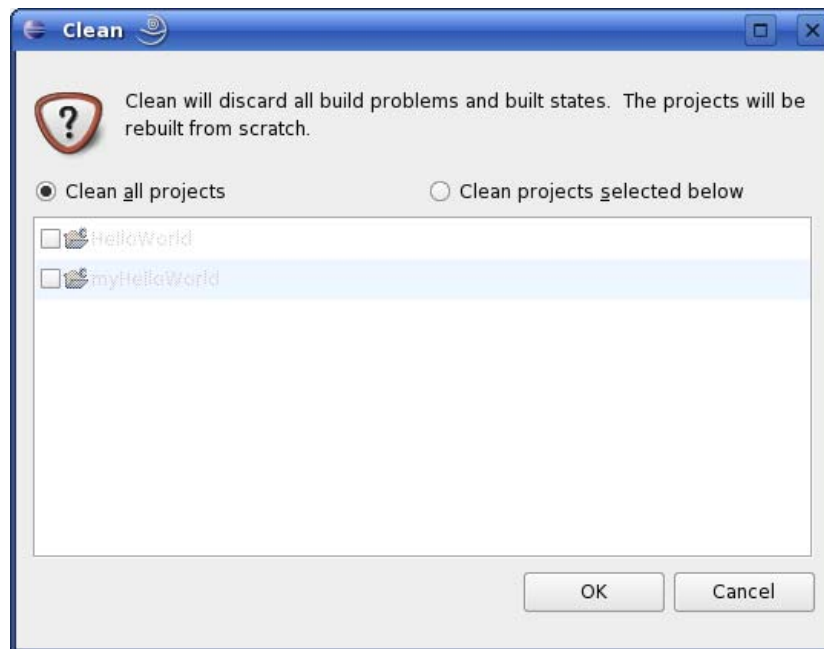 Clean
Clean will discard all build problems and built states. The projects will be
rebuilt from scratch.
Clean all projects
Clean projects selected below
HelloWorld
myHelloWorld
OK
Cancel